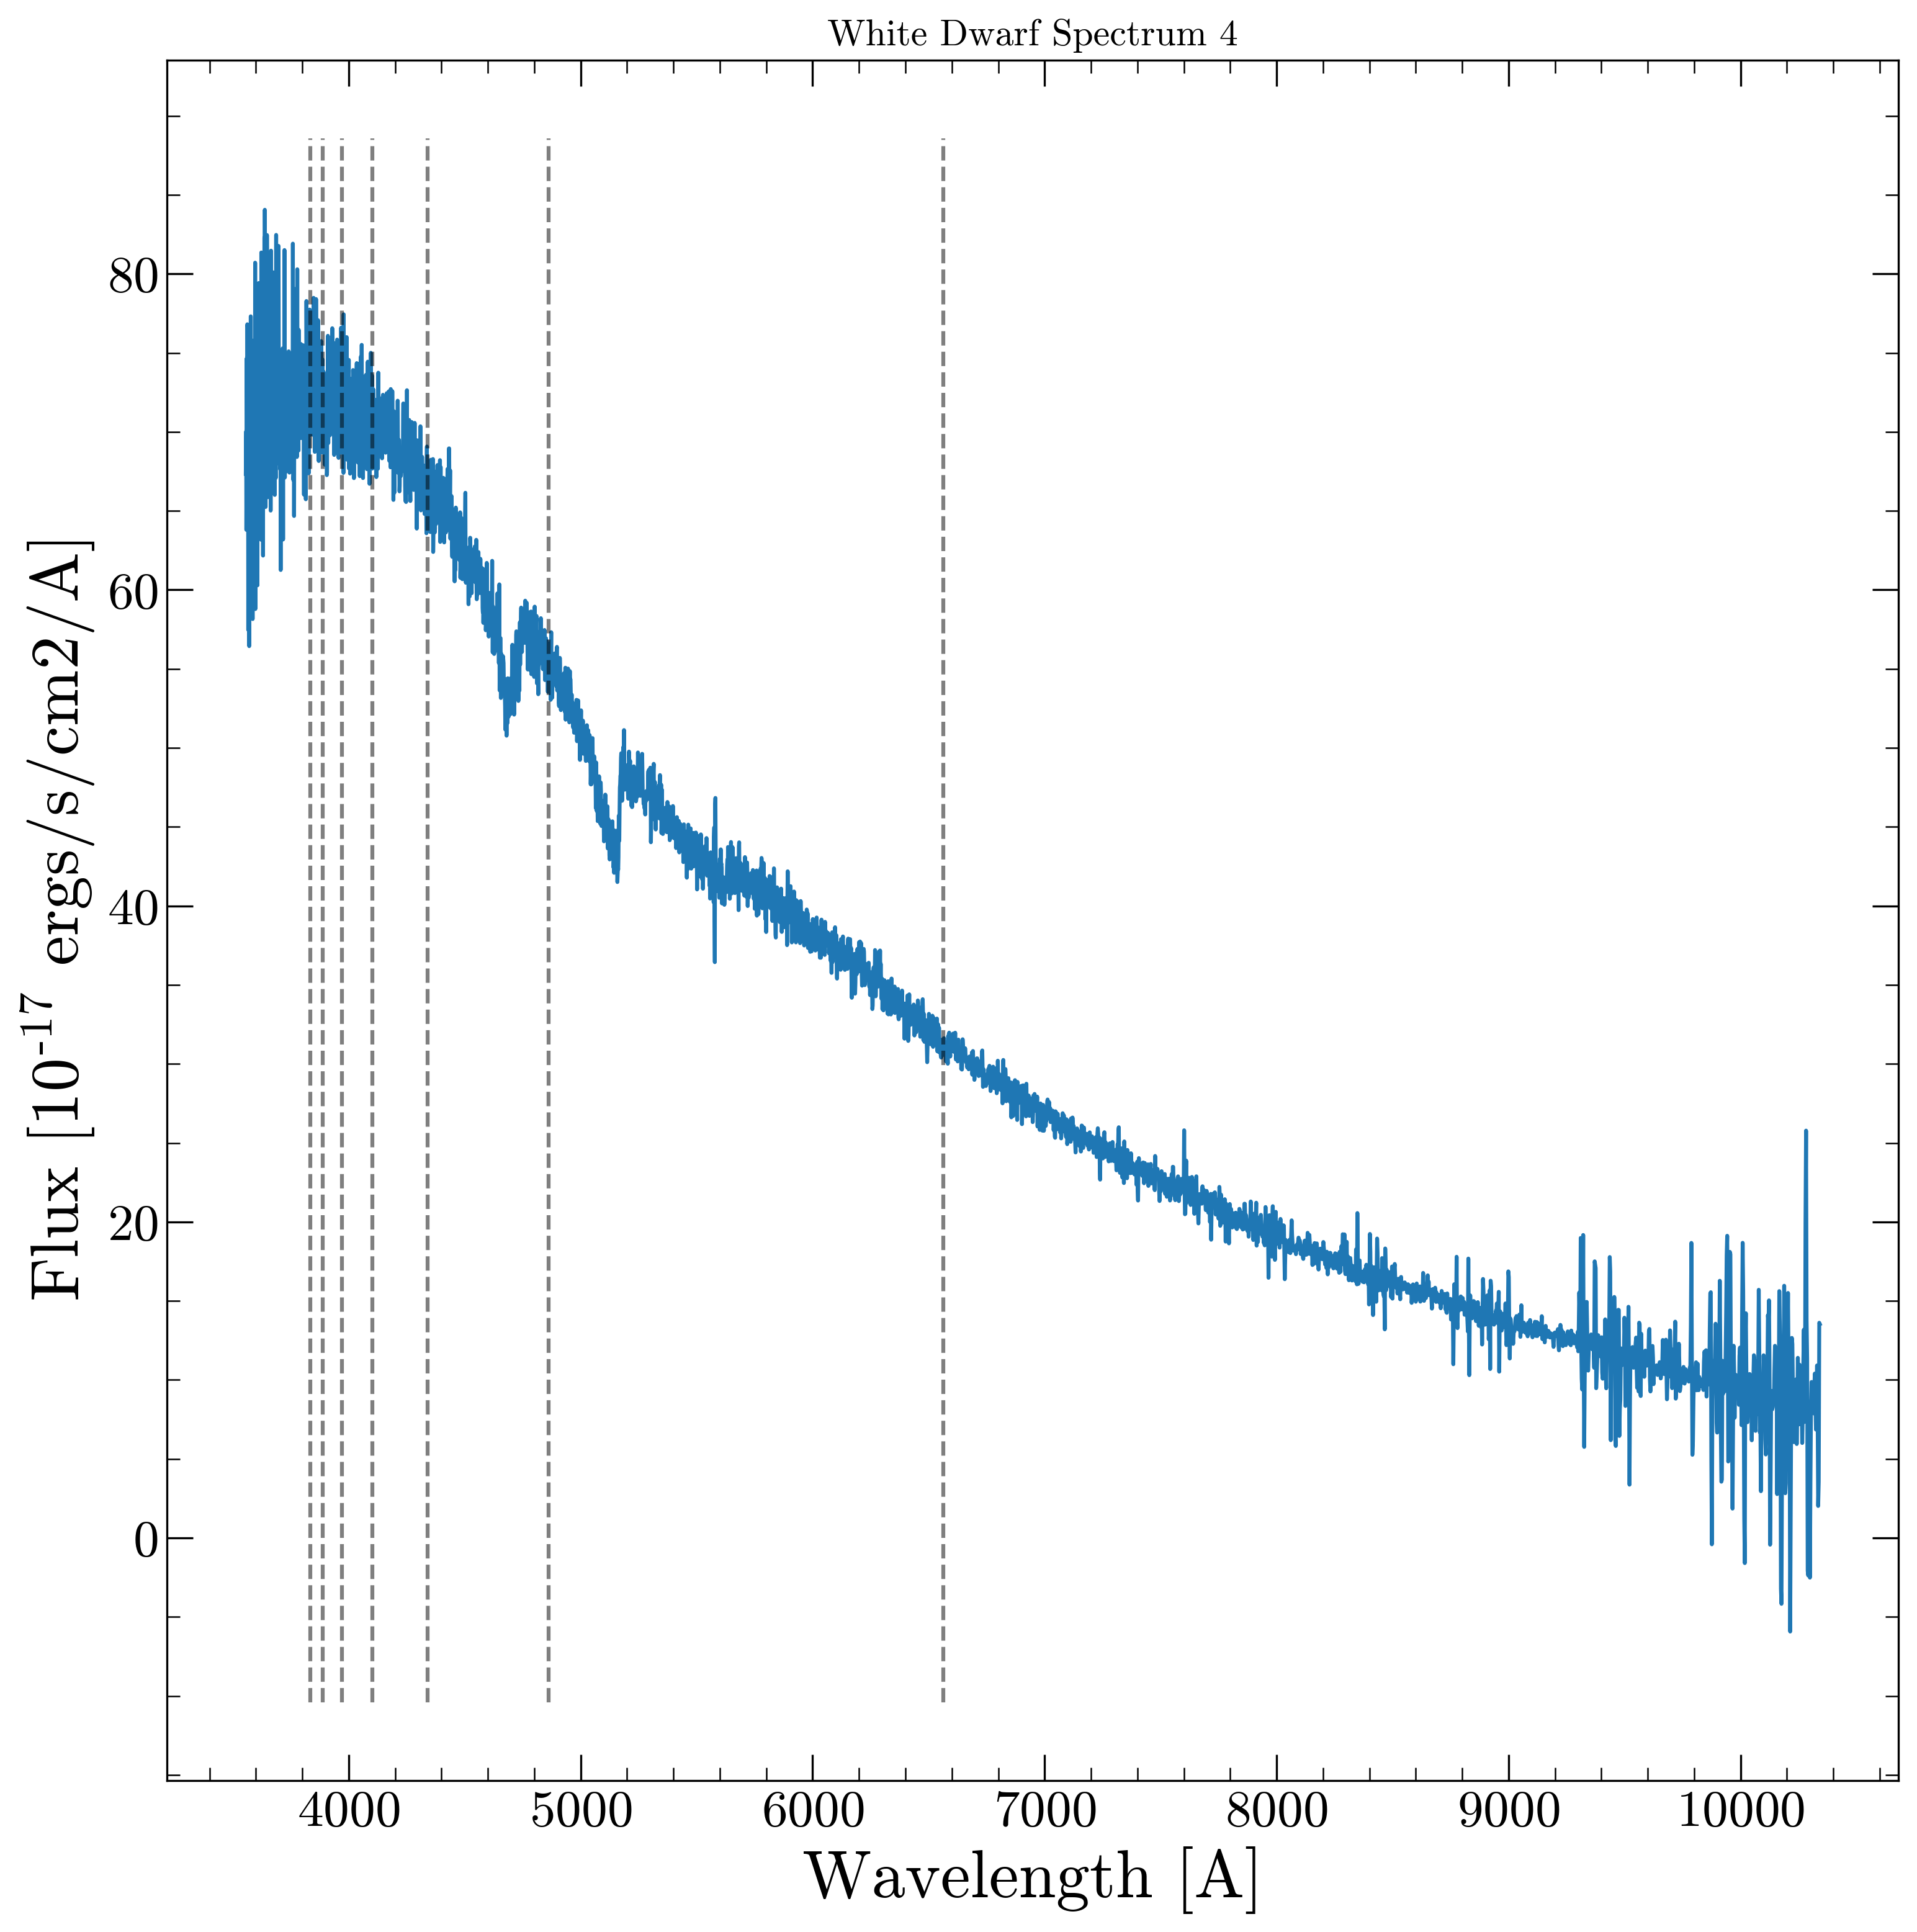 White Dwarf Spectrum 4
Flux [10⁻¹⁷ ergs/s/cm2/A]
80
60
40
20
0
4000 5000 6000 7000 8000 9000 10000
Wavelength [A]